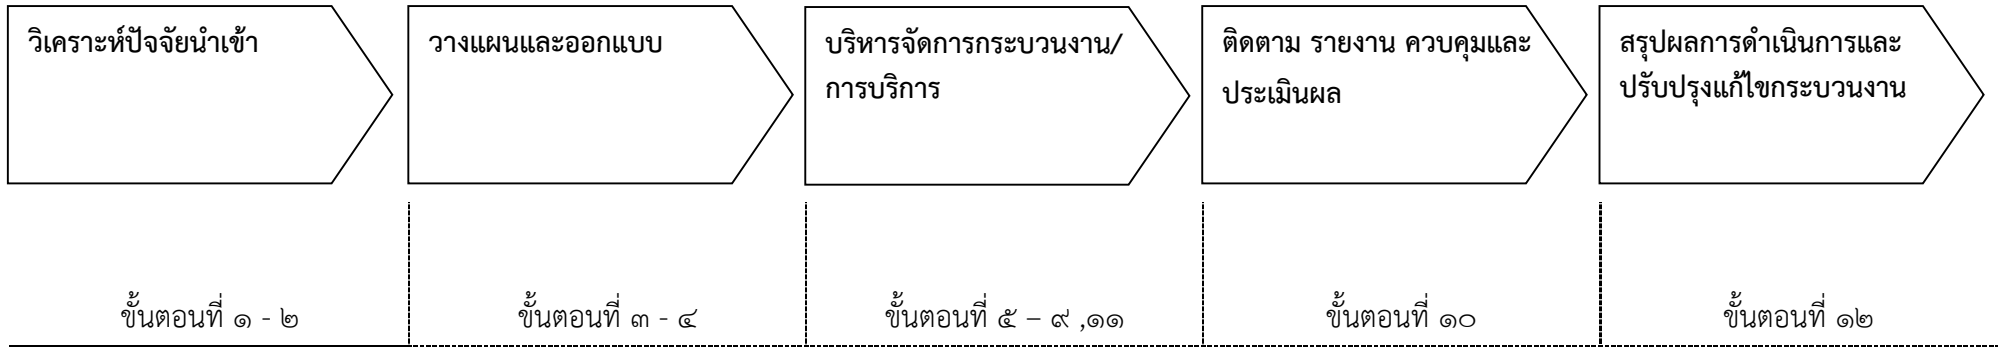 วิเคราะห์ปัจจัยนำเข้า
วางแผนและออกแบบ
บริหารจัดการกระบวนงาน/
การบริการ
ติดตาม รายงาน ควบคุมและ
ประเมินผล
สรุปผลการดำเนินการและ
ปรับปรุงแก้ไขกระบวนงาน
ขั้นตอนที่ ๑ - ๒
ขั้นตอนที่ ๓ - ๔
ขั้นตอนที่ ๕ – ๙ ,๑๑
ขั้นตอนที่ ๑๐
ขั้นตอนที่ ๑๒